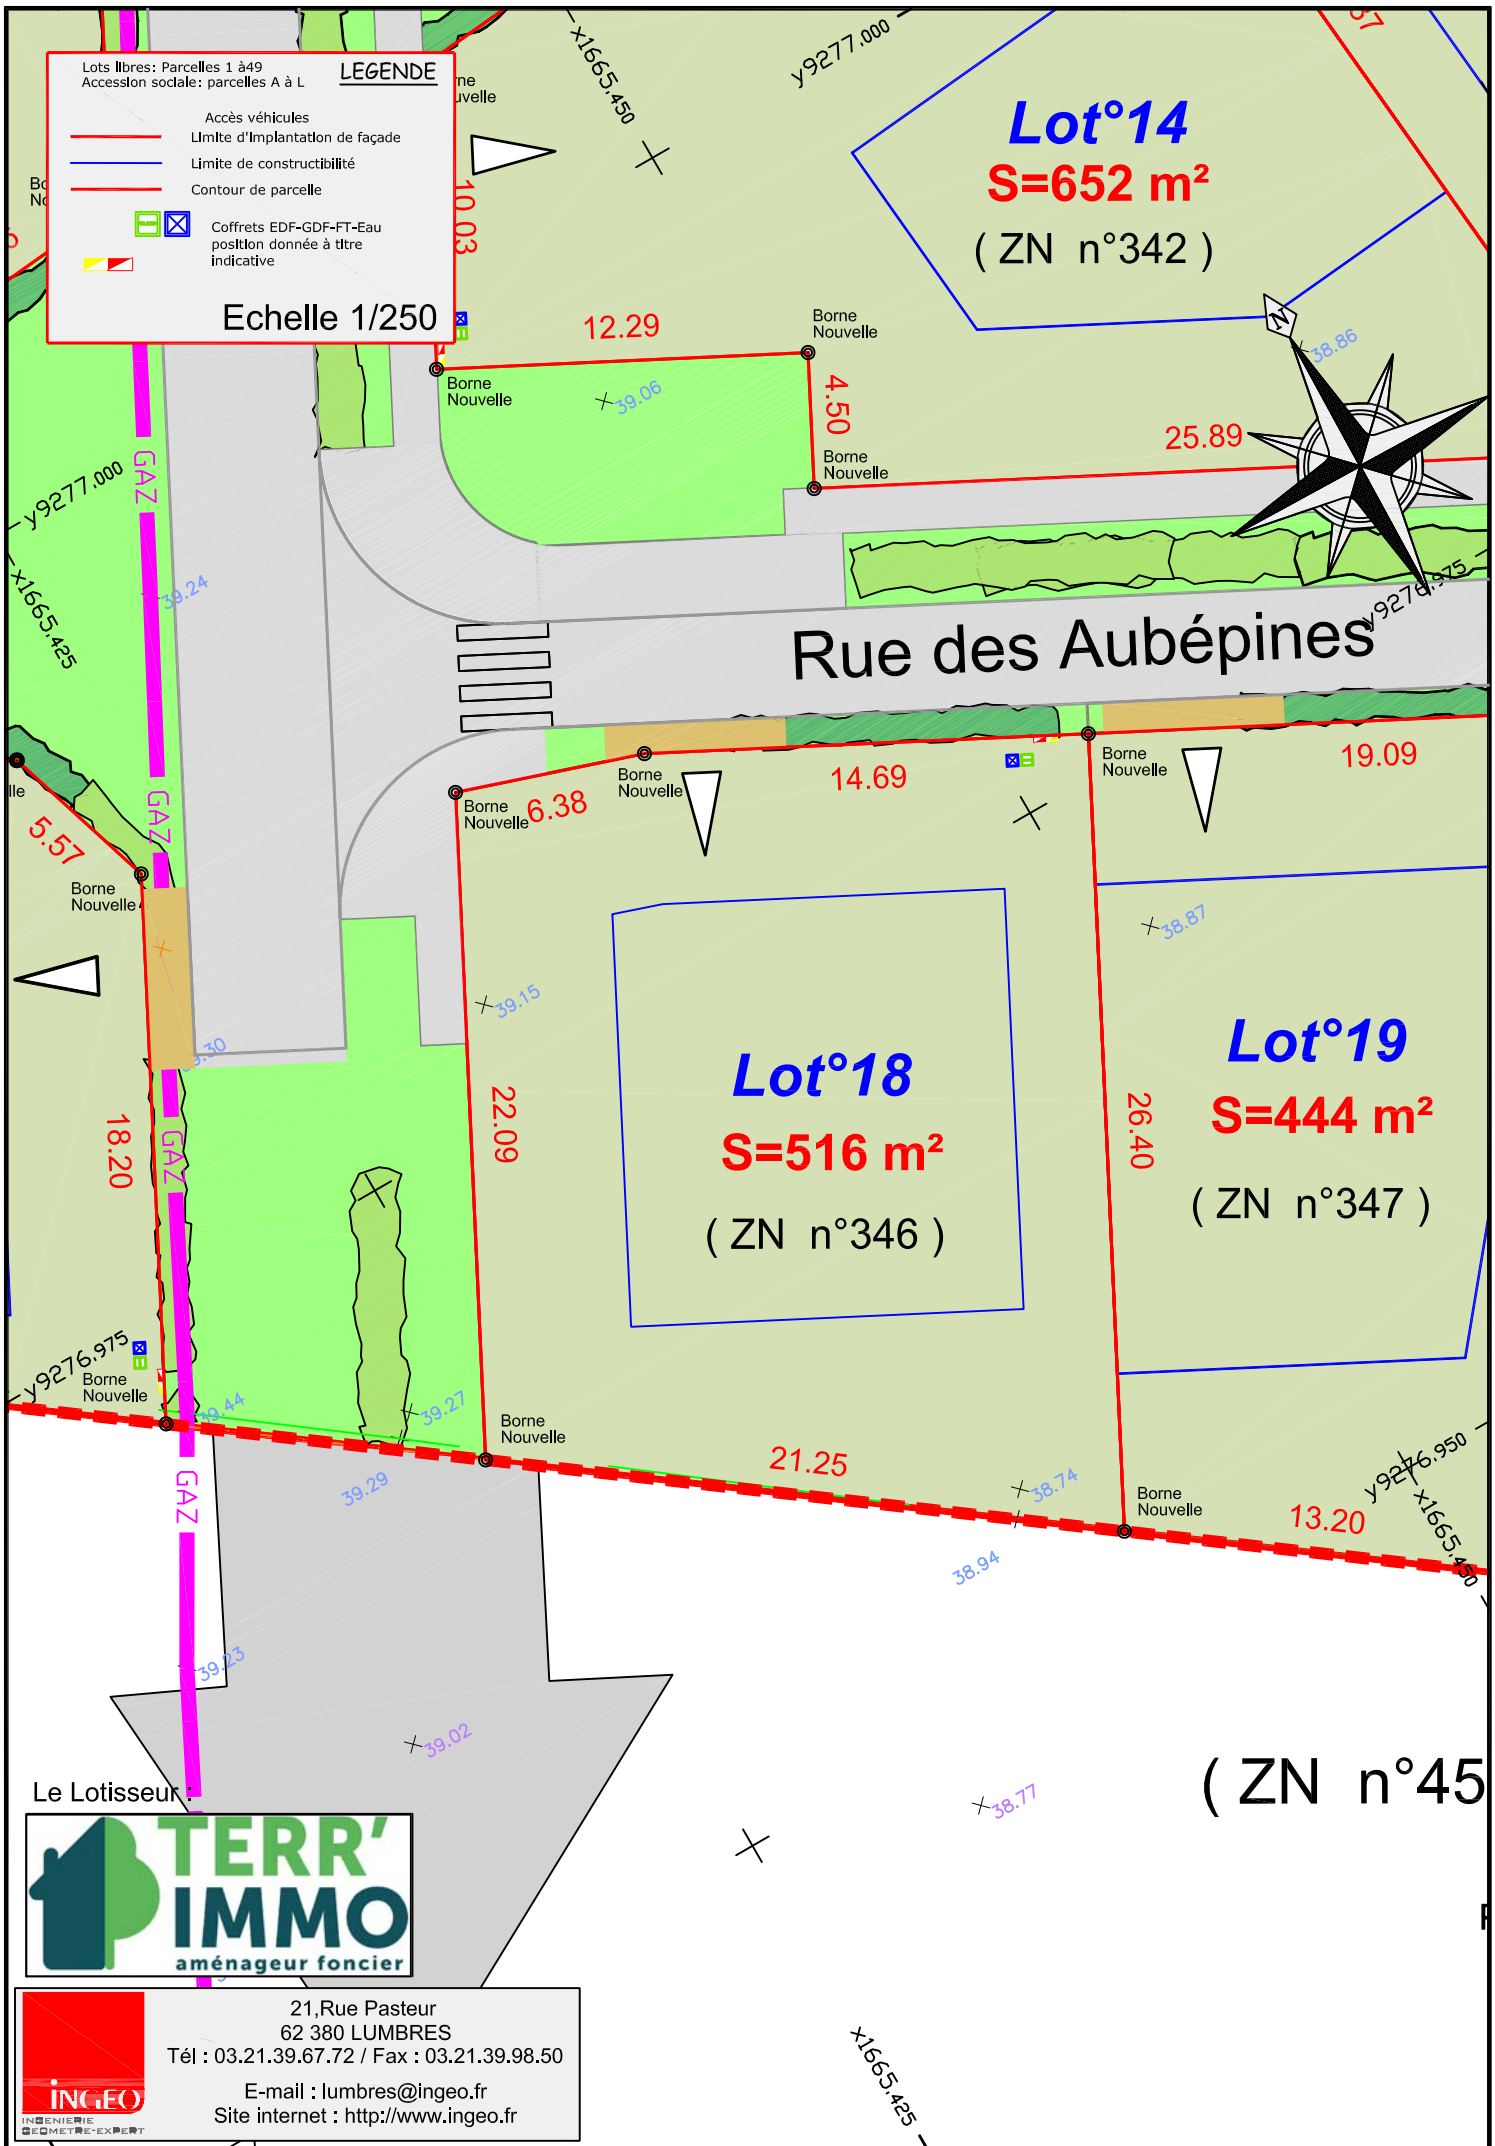 Lots libres: Parcelles 1 à49
Accession sociale: parcelles A à L
LEGENDE
Accès véhicules
Limite d'implantation de façade
Limite de constructibilité
Contour de parcelle
Coffrets EDF-GDF-FT-Eau
position donnée à titre
indicative
Echelle 1/250
x1665.450
y9277.000
Lot°14
S=652 m²
( ZN n°342 )
10.03
12.29
Borne
Nouvelle
Borne
Nouvelle
39.06
4.50
38.86
N
25.89
Borne
Nouvelle
y9277.000
GAZ
x1665.425
39.24
y9276.975
Rue des Aubépines
Borne
Nouvelle
14.69
Borne
Nouvelle
19.09
Borne
Nouvelle
6.38
GAZ
5.57
Borne
Nouvelle
38.87
39.15
39.30
Lot°18
S=516 m²
( ZN n°346 )
Lot°19
S=444 m²
( ZN n°347 )
22.09
26.40
18.20
GAZ
y9276.975
Borne
Nouvelle
39.44
39.27
Borne
Nouvelle
21.25
39.29
GAZ
38.74
Borne
Nouvelle
13.20
y9276.950
x1665.450
38.94
39.23
39.02
38.77
( ZN n°45
Le Lotisseur :
TERR'
IMMO
aménageur foncier
21,Rue Pasteur
62 380 LUMBRES
Tél : 03.21.39.67.72 / Fax : 03.21.39.98.50
E-mail : lumbres@ingeo.fr
Site internet : http://www.ingeo.fr
INGEO
INGENIERIE
GEOMETRE-EXPERT
x1665.425